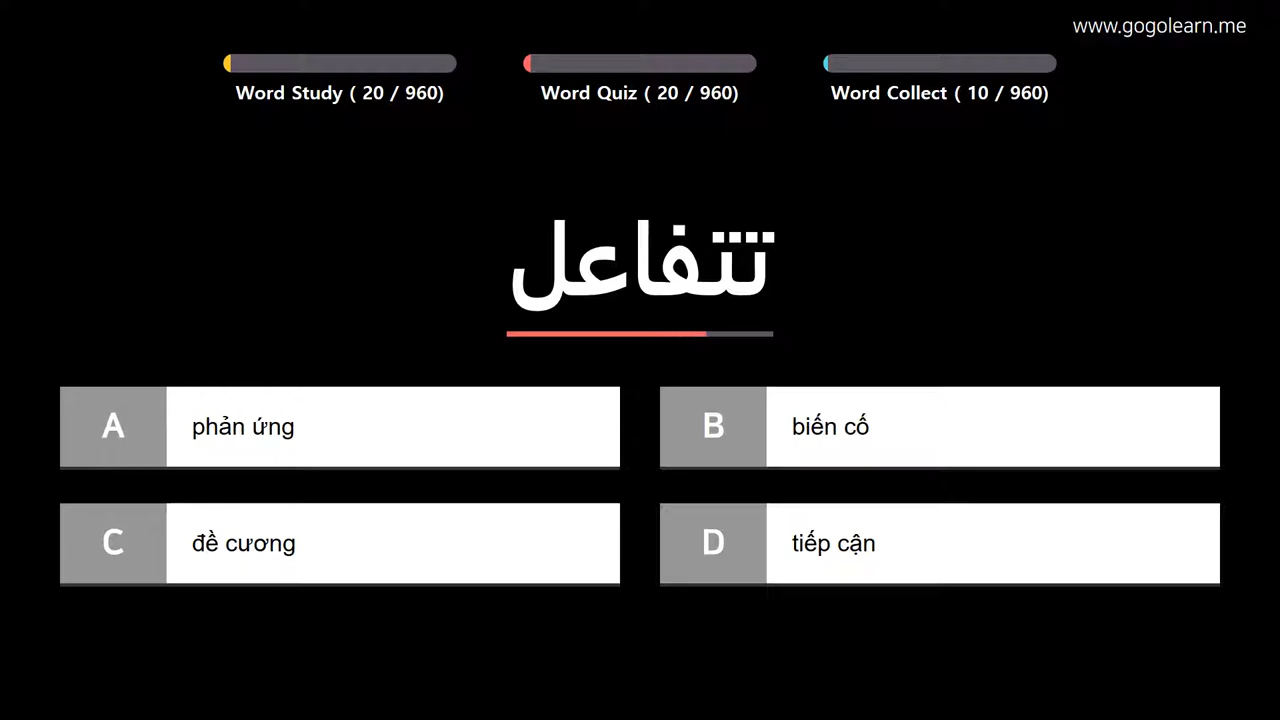 www.gogolearn.me
Word Study ( 20 / 960)
Word Quiz ( 20 / 960)
Word Collect ( 10 / 960)
تتفاعل
A phản ứng
B biến cố
C đề cương
D tiếp cận